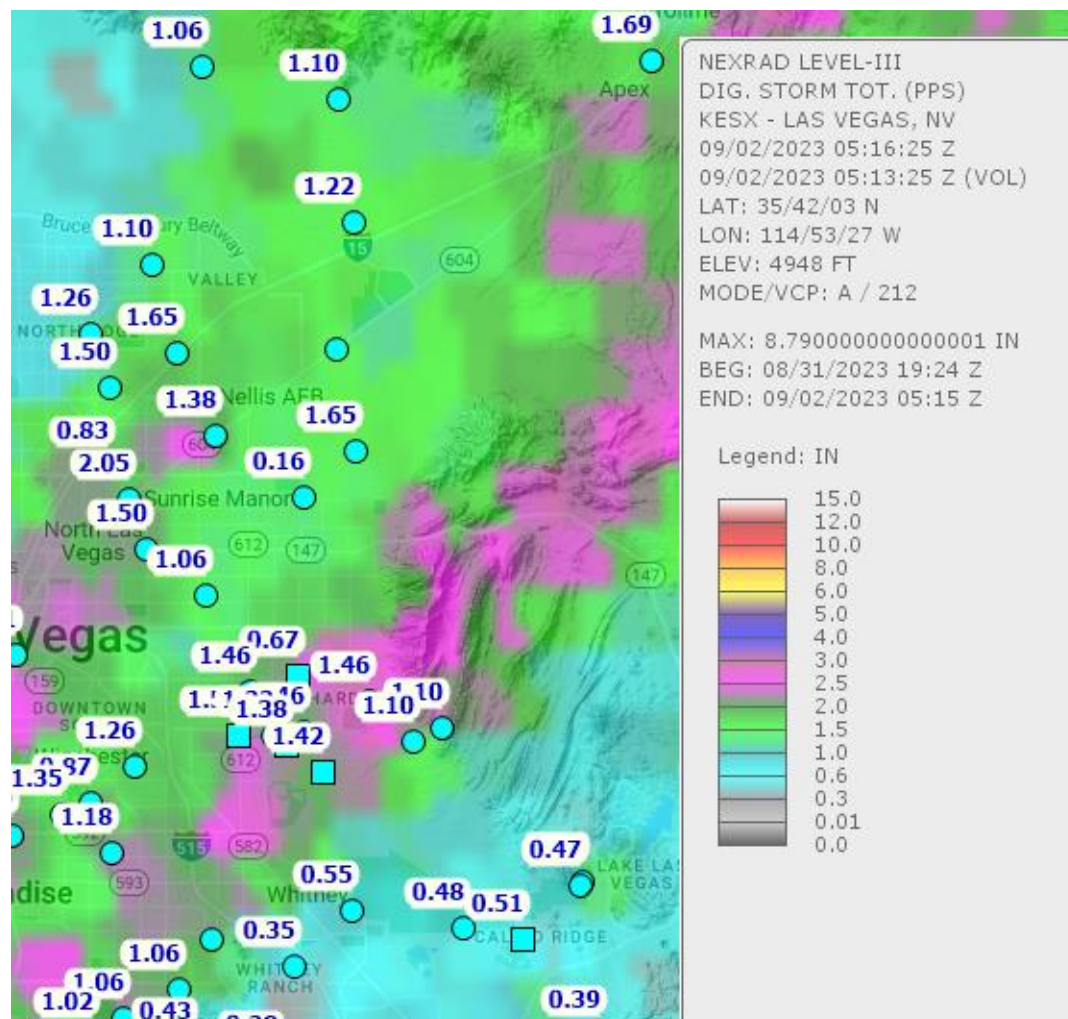 1.06
1.69
1.10
Apex
1.22
1.10
15
604
VALLEY
1.26
1.65
1.50
Nellis AFB
1.38
1.65
0.83
2.05
0.16
Sunrise Manor
1.50
North Las
Vegas
612
147
1.06
147
Vegas
0.67
1.46
1.46
159
1.10
1.10
DOWNTOWN
1.38
1.26
1.42
612
Winchester
0.87
1.35
1.18
515
582
593
0.47
LAKE LAS
VEGAS
0.55
Whitney
0.48
0.51
0.35
1.06
WHITNEY
RANCH
1.06
1.02
0.43
0.39
NEXRAD LEVEL-III
DIG. STORM TOT. (PPS)
KESX - LAS VEGAS, NV
09/02/2023 05:16:25 Z
09/02/2023 05:13:25 Z (VOL)
LAT: 35/42/03 N
LON: 114/53/27 W
ELEV: 4948 FT
MODE/VCP: A / 212
MAX: 8.790000000000001 IN
BEG: 08/31/2023 19:24 Z
END: 09/02/2023 05:15 Z
Legend: IN
15.0
12.0
10.0
8.0
6.0
5.0
4.0
3.0
2.5
2.0
1.5
1.0
0.6
0.3
0.01
0.0